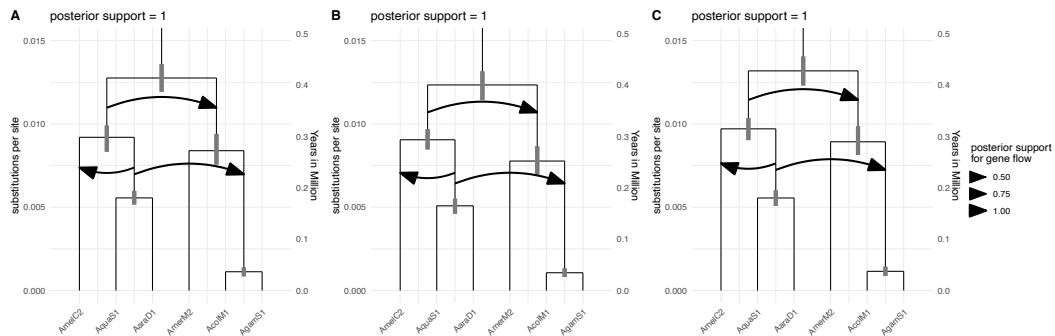 A
posterior support = 1
0.015
0.010
0.005
0.000
substitutions per site
0.5
0.4
0.3
0.2
0.1
0.0
Years in Million
AmelC2
AquaS1
AaraD1
AmerM2
AcolM1
AgamS1
B
posterior support = 1
0.015
0.010
0.005
0.000
substitutions per site
0.5
0.4
0.3
0.2
0.1
0.0
Years in Million
AmelC2
AquaS1
AaraD1
AmerM2
AcolM1
AgamS1
C
posterior support = 1
0.015
0.010
0.005
0.000
substitutions per site
0.5
0.4
0.3
0.2
0.1
0.0
Years in Million
AmelC2
AquaS1
AaraD1
AmerM2
AcolM1
AgamS1
posterior support
for gene flow
0.50
0.75
1.00